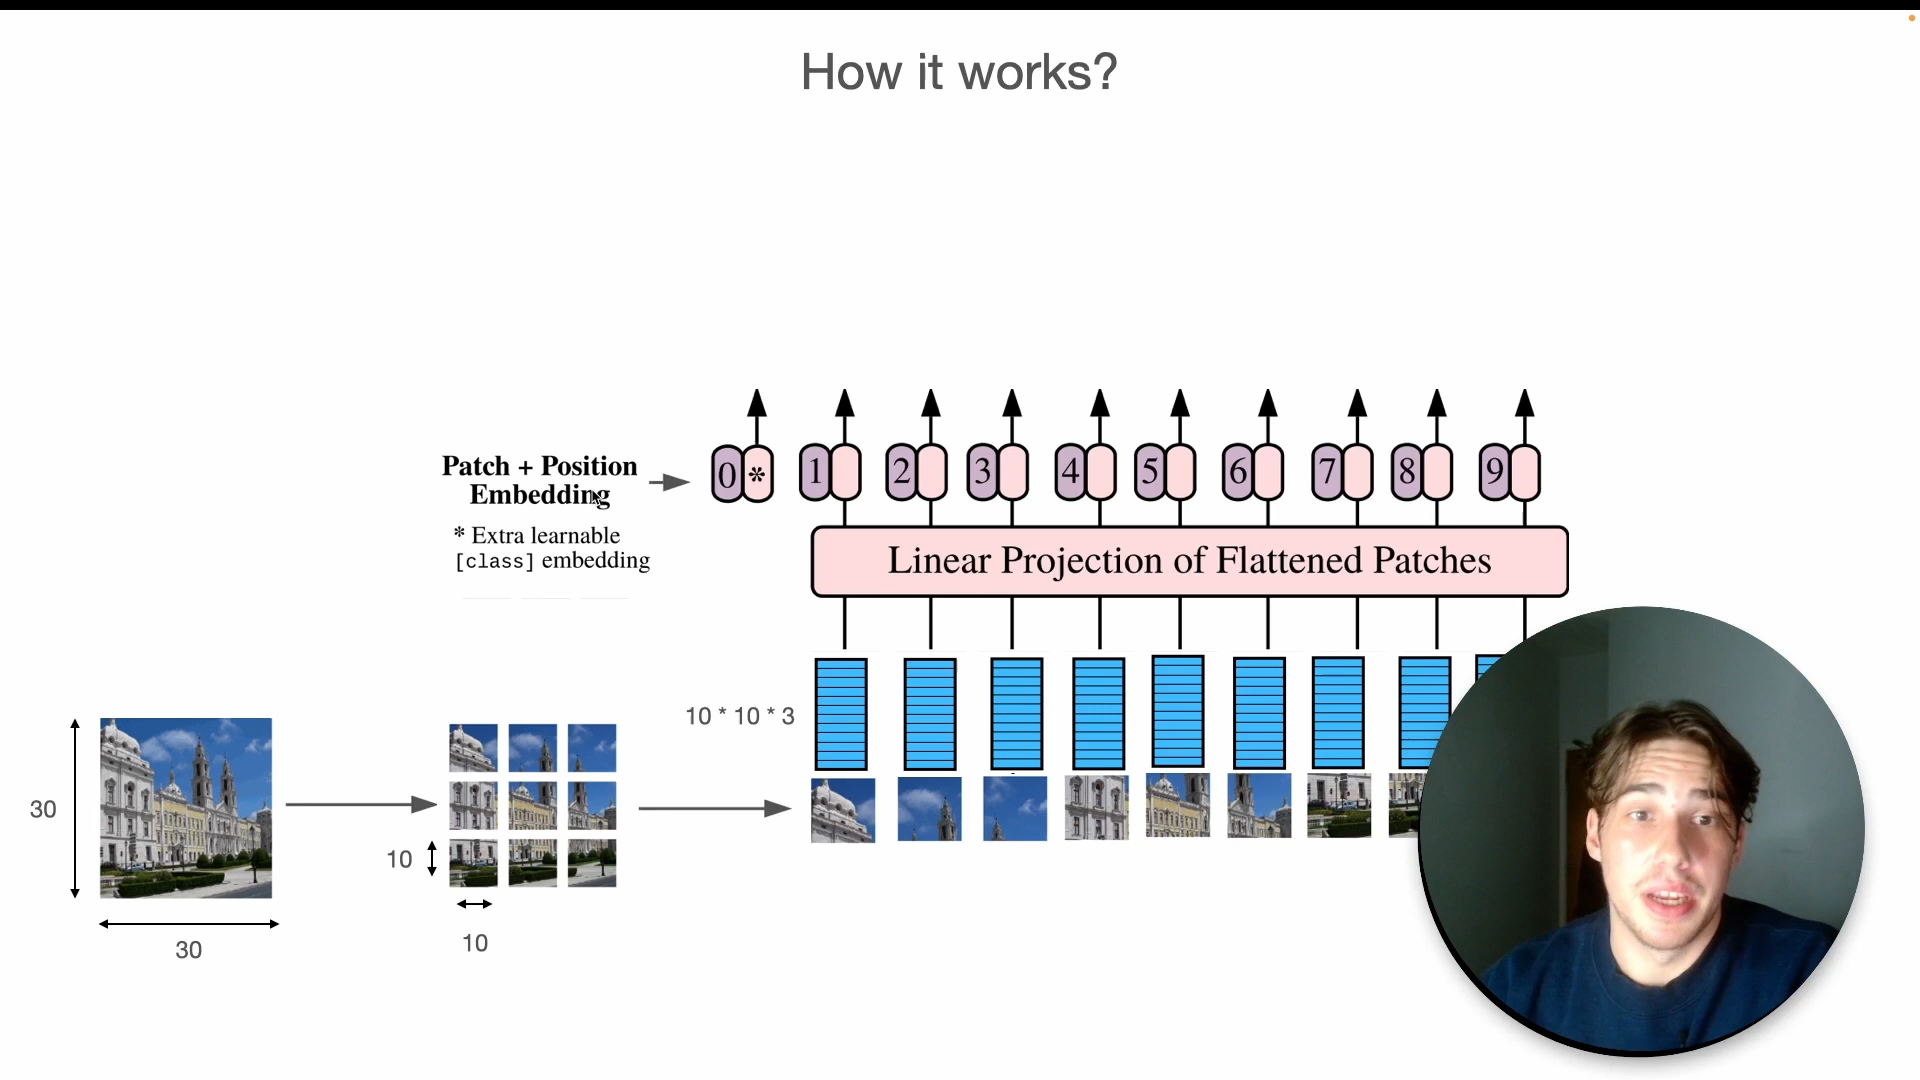 How it works?
Patch + Position
Embedding
* Extra learnable
[class] embedding
0 * 1 2 3 4 5 6 7 8 9
Linear Projection of Flattened Patches
10 * 10 * 3
30
10
30
10